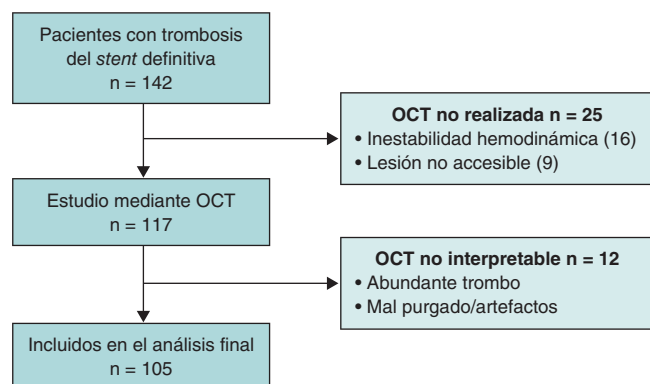 Pacientes con trombosis
del stent definitiva
n = 142
OCT no realizada n = 25
• Inestabilidad hemodinámica (16)
• Lesión no accesible (9)
Estudio mediante OCT
n = 117
OCT no interpretable n = 12
• Abundante trombo
• Mal purgado/artefactos
Incluidos en el análisis final
n = 105